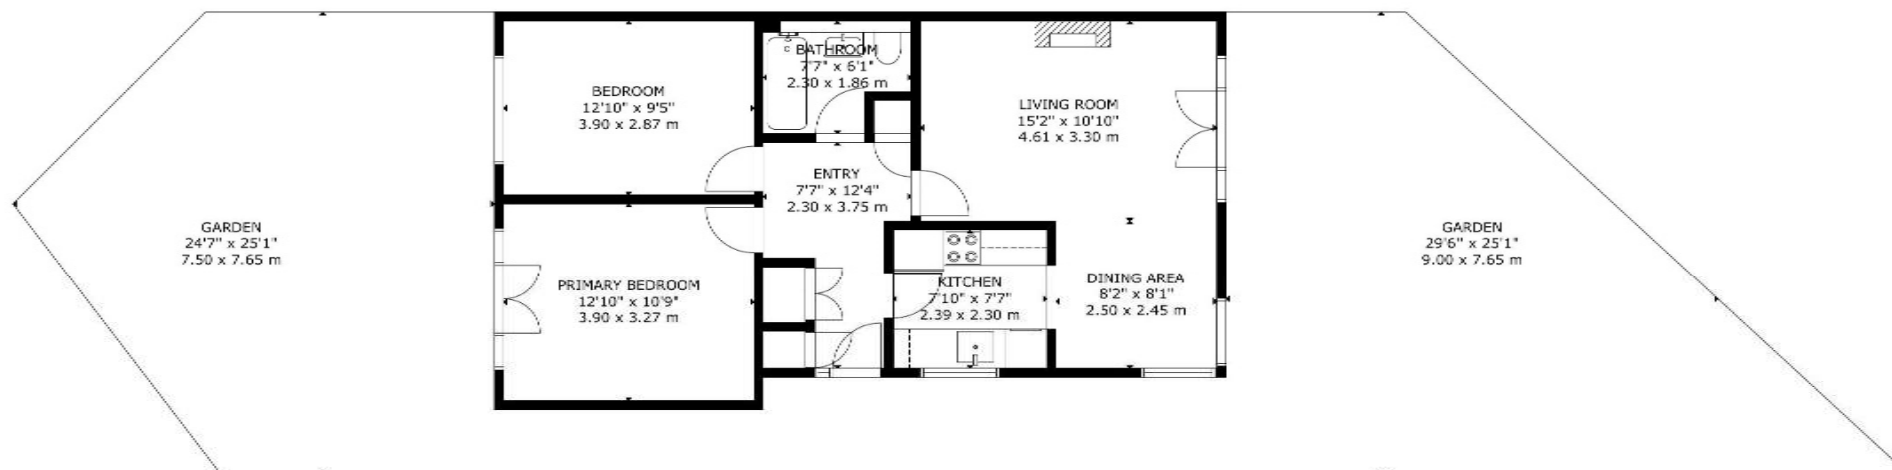 BATHROOM
7'7" x 6'1"
2.30 x 1.86 m
BEDROOM
12'10" x 9'5"
3.90 x 2.87 m
LIVING ROOM
15'2" x 10'10"
4.61 x 3.30 m
ENTRY
7'7" x 12'4"
2.30 x 3.75 m
GARDEN
24'7" x 25'1"
7.50 x 7.65 m
GARDEN
29'6" x 25'1"
9.00 x 7.65 m
PRIMARY BEDROOM
12'10" x 10'9"
3.90 x 3.27 m
KITCHEN
7'10" x 7'7"
2.39 x 2.30 m
DINING AREA
8'2" x 8'1"
2.50 x 2.45 m